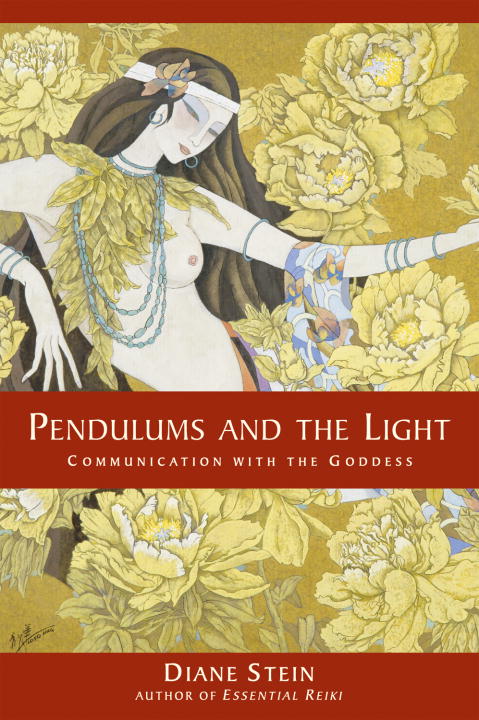 PENDULUMS AND THE LIGHT
COMMUNICATION WITH THE GODDESS
DIANE STEIN
AUTHOR OF ESSENTIAL REIKI